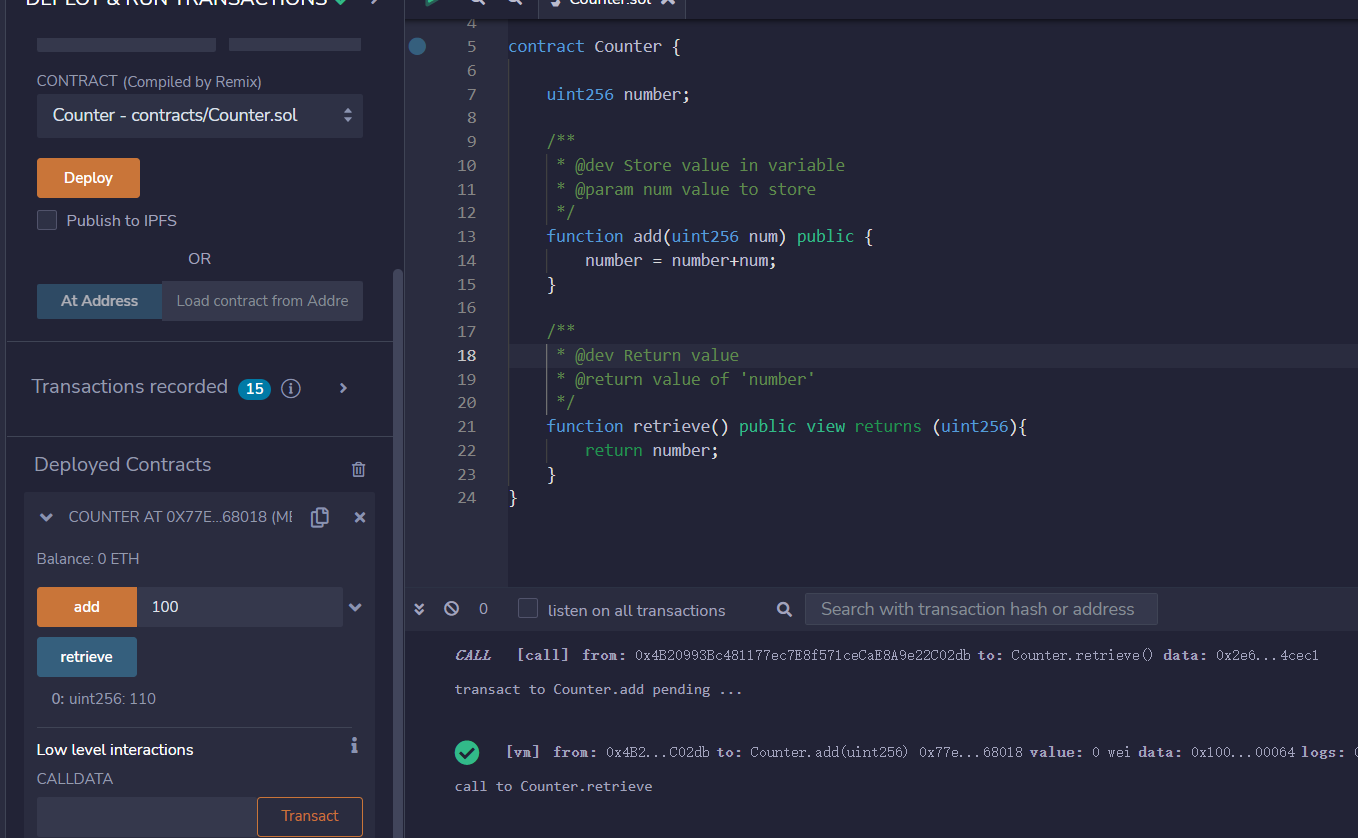 DEPLOY & RUN TRANSACTIONS
CONTRACT (Compiled by Remix)
Counter - contracts/Counter.sol
Deploy
Publish to IPFS
OR
At Address Load contract from Addre
Transactions recorded 15
Deployed Contracts
COUNTER AT 0X77E...68018 (ME
Balance: 0 ETH
add 100
retrieve
0: uint256: 110
Low level interactions
CALLDATA
Transact
Counter.sol
4
5 contract Counter {
6
7 uint256 number;
8
9 /**
10 * @dev Store value in variable
11 * @param num value to store
12 */
13 function add(uint256 num) public {
14 number = number+num;
15 }
16
17 /**
18 * @dev Return value
19 * @return value of 'number'
20 */
21 function retrieve() public view returns (uint256){
22 return number;
23 }
24 }
0 listen on all transactions Search with transaction hash or address
CALL [call] from: 0x4B20993Bc481177ec7E8f571ceCaE8A9e22C02db to: Counter.retrieve() data: 0x2e6...4cec1
transact to Counter.add pending ...
[vm] from: 0x4B2...C02db to: Counter.add(uint256) 0x77e...68018 value: 0 wei data: 0x100...00064 logs:
call to Counter.retrieve